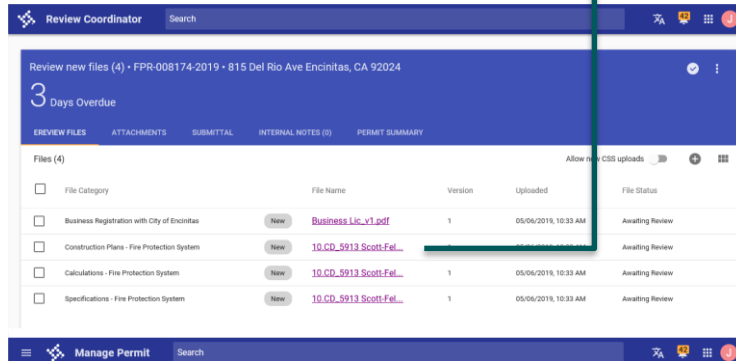 Review Coordinator Search 42 J
Review new files (4) • FPR-008174-2019 • 815 Del Rio Ave Encinitas, CA 92024
3 Days Overdue
EREVIEW FILES ATTACHMENTS SUBMITTAL INTERNAL NOTES (0) PERMIT SUMMARY
Files (4) Allow new CSS uploads
File Category File Name Version Uploaded File Status
Business Registration with City of Encinitas New Business Lic_v1.pdf 1 05/06/2019, 10:33 AM Awaiting Review
Construction Plans - Fire Protection System New 10.CD_5913 Scott-Fel... Awaiting Review
Calculations - Fire Protection System New 10.CD_5913 Scott-Fel... 1 05/06/2019, 10:33 AM Awaiting Review
Specifications - Fire Protection System New 10.CD_5913 Scott-Fel... 1 05/06/2019, 10:33 AM Awaiting Review
Manage Permit Search 42 J